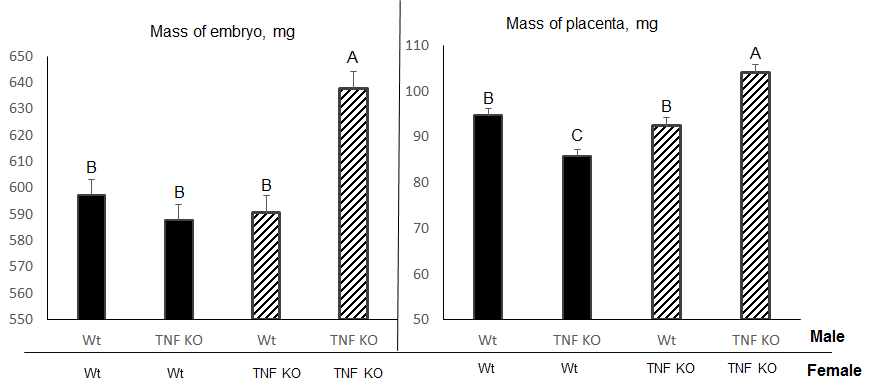 Mass of embryo, mg
650
640
630
620
610
600
590
580
570
560
550
B
B
B
A
Wt TNF KO Wt TNF KO
Wt Wt TNF KO TNF KO
Mass of placenta, mg
110
100
90
80
70
60
50
B
C
B
A
Wt TNF KO Wt TNF KO Male
Wt Wt TNF KO TNF KO Female